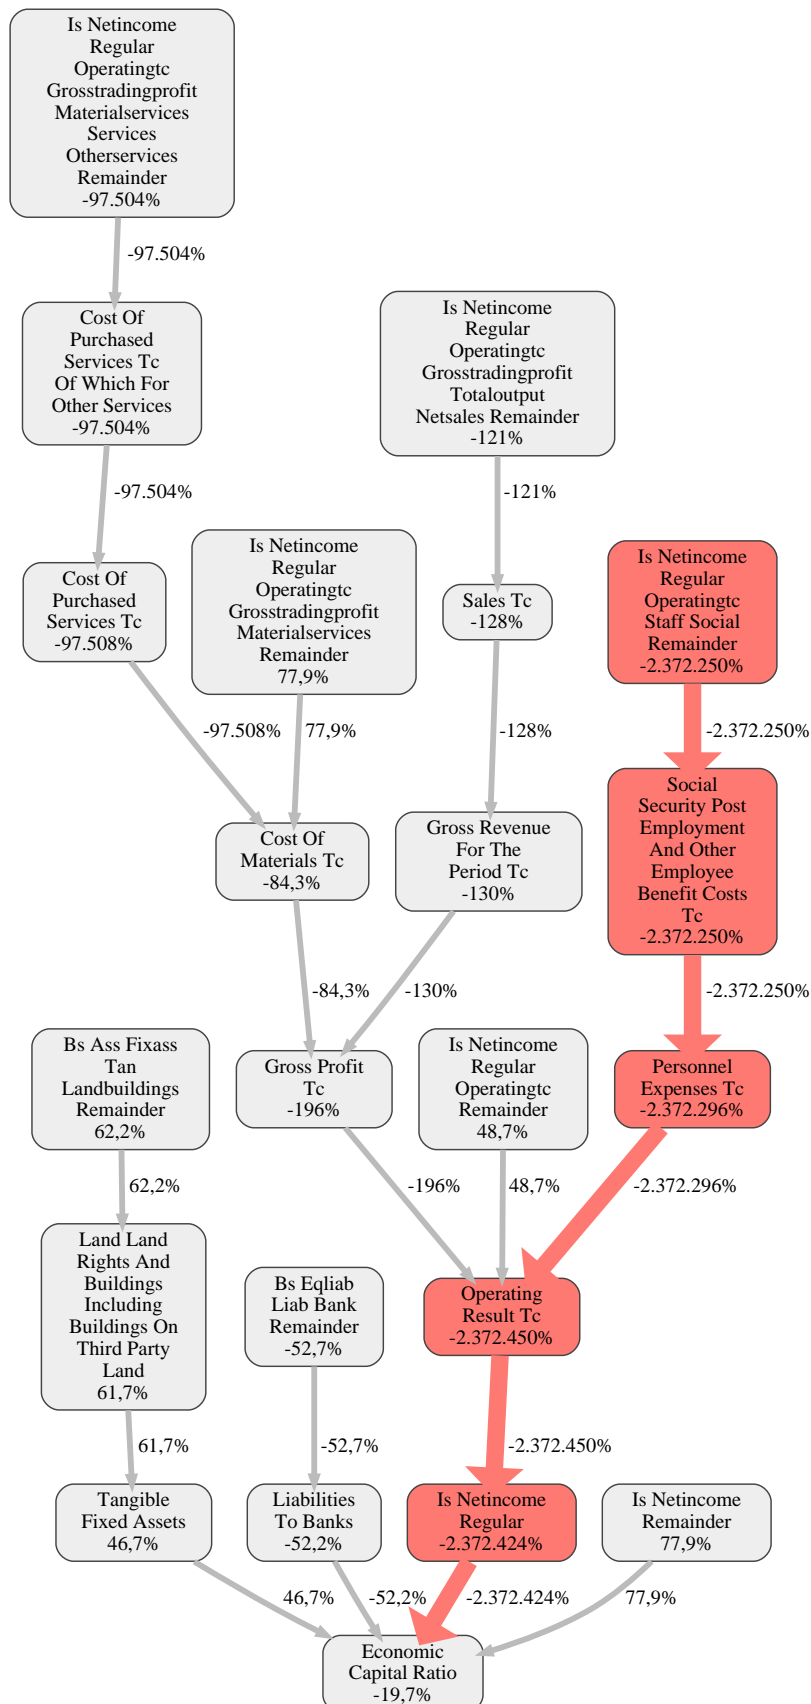 Is Netincome
Regular
Operatingtc
Grosstradingprofit
Materialservices
Services
Otherservices
Remainder
-97.504%
-97.504%
Cost Of
Purchased
Services Tc
Of Which For
Other Services
-97.504%
Is Netincome
Regular
Operatingtc
Grosstradingprofit
Totaloutput
Netsales Remainder
-121%
-97.504%
-121%
Cost Of
Purchased
Services Tc
-97.508%
Is Netincome
Regular
Operatingtc
Grosstradingprofit
Materialservices
Remainder
77,9%
Sales Tc
-128%
Is Netincome
Regular
Operatingtc
Staff Social
Remainder
-2.372.250%
-97.508%
77,9%
-128%
-2.372.250%
Cost Of
Materials Tc
-84,3%
Gross Revenue
For The
Period Tc
-130%
Social
Security Post
Employment
And Other
Employee
Benefit Costs
Tc
-2.372.250%
-84,3%
-130%
-2.372.250%
Bs Ass Fixass
Tan
Landbuildings
Remainder
62,2%
Gross Profit
Tc
-196%
Is Netincome
Regular
Operatingtc
Remainder
48,7%
Personnel
Expenses Tc
-2.372.296%
62,2%
-196%
48,7%
-2.372.296%
Land Land
Rights And
Buildings
Including
Buildings On
Third Party
Land
61,7%
Bs Eqliab
Liab Bank
Remainder
-52,7%
Operating
Result Tc
-2.372.450%
61,7%
-52,7%
-2.372.450%
Tangible
Fixed Assets
46,7%
Liabilities
To Banks
-52,2%
Is Netincome
Regular
-2.372.424%
Is Netincome
Remainder
77,9%
46,7%
-52,2%
-2.372.424%
77,9%
Economic
Capital Ratio
-19,7%